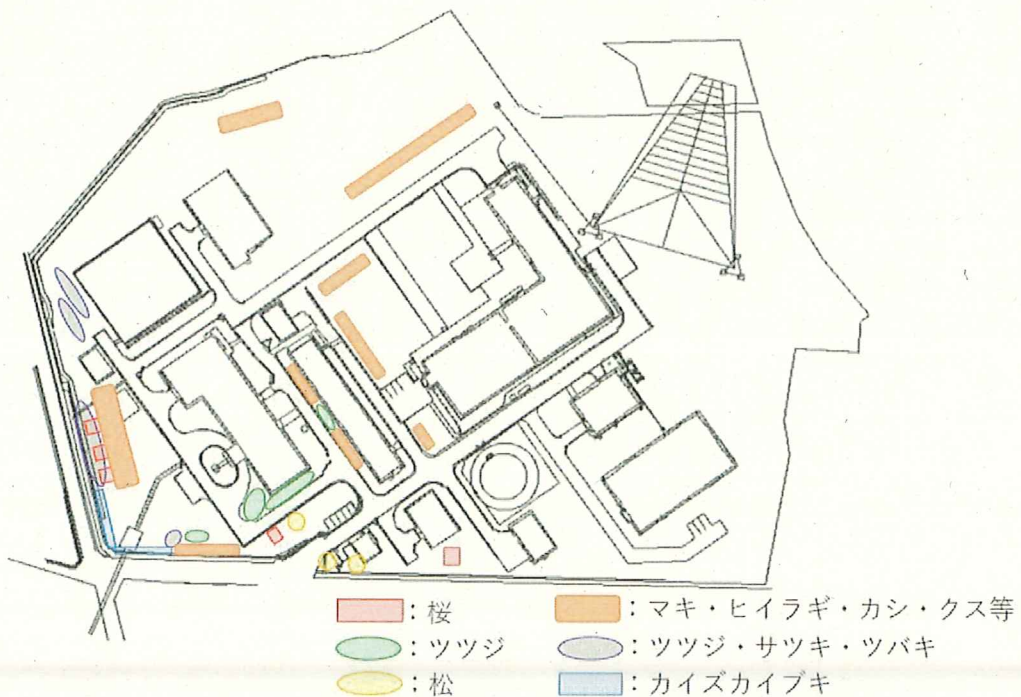 ：桜
：マキ・ヒイラギ・カシ・クス等
：ツツジ
：ツツジ・サツキ・ツバキ
：松
：カイズカイブキ